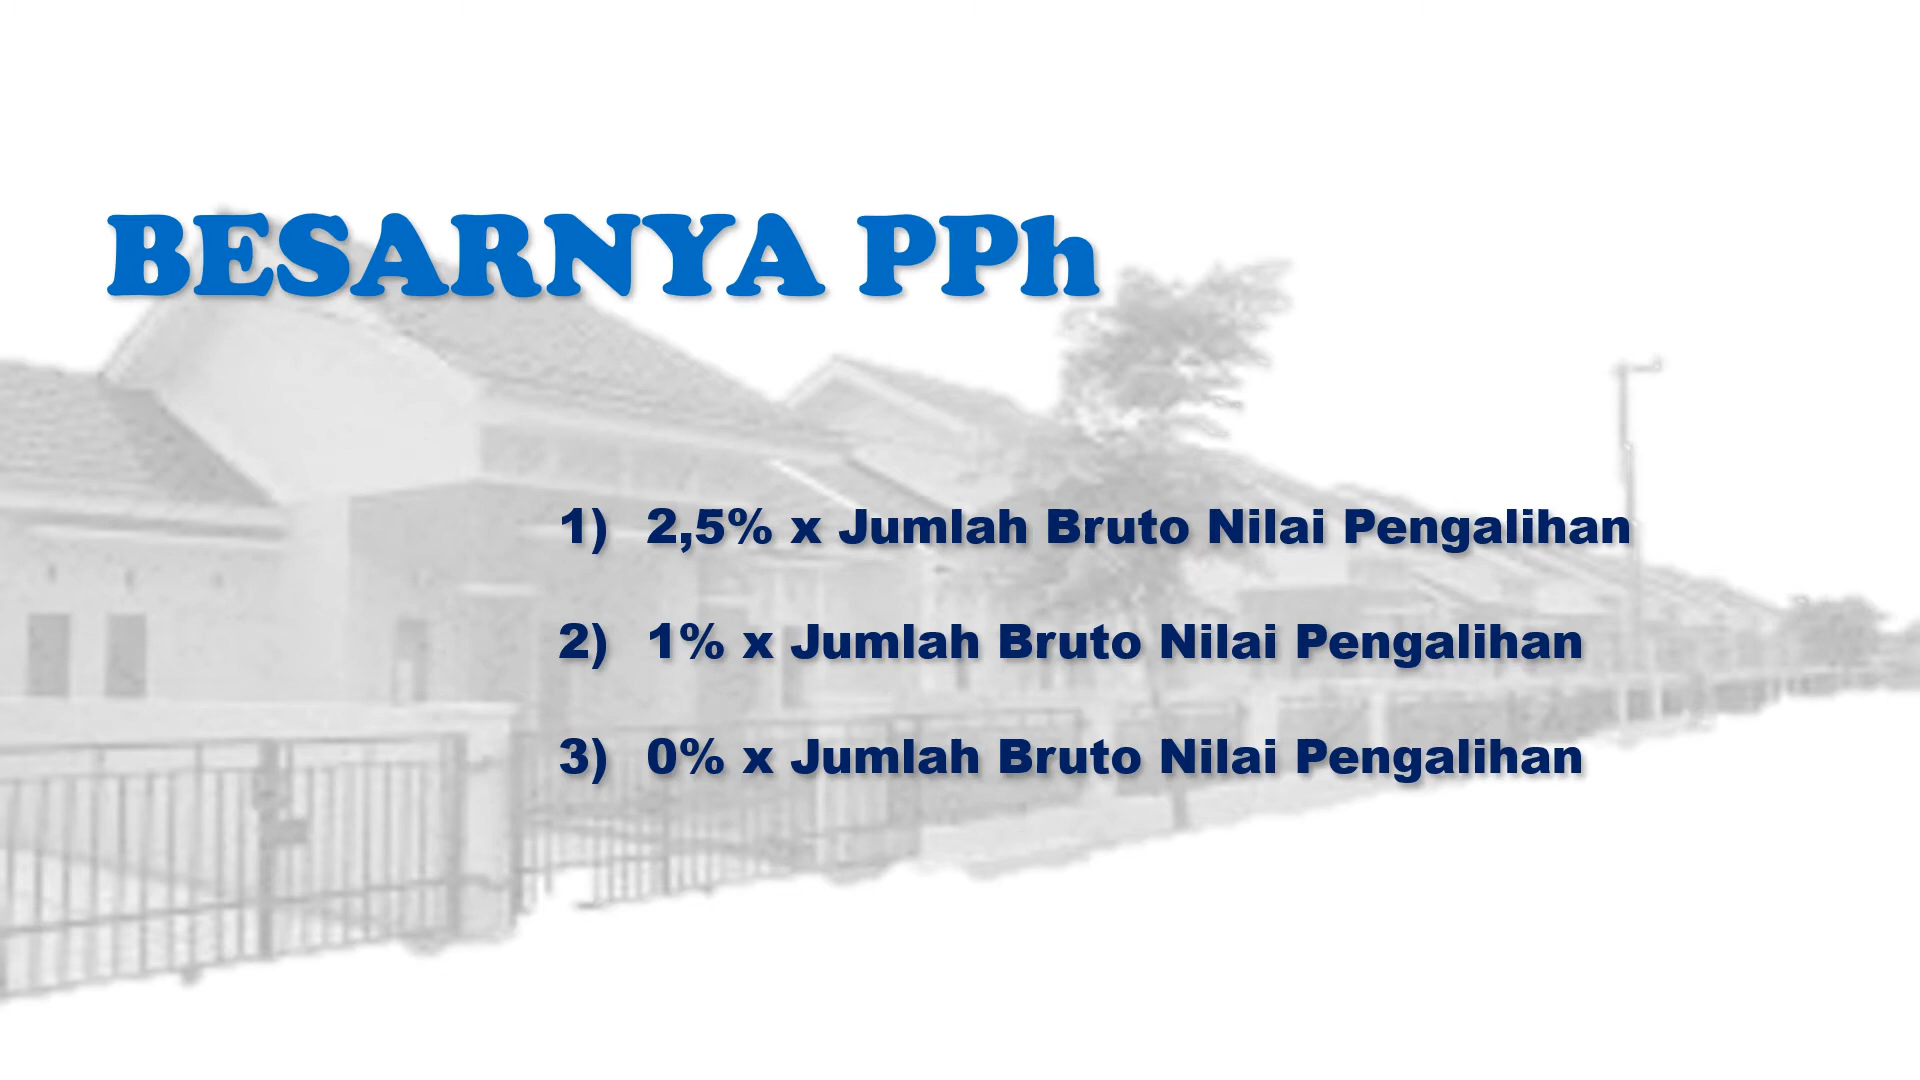 BESARNYA PPh
1) 2,5% x Jumlah Bruto Nilai Pengalihan
2) 1% x Jumlah Bruto Nilai Pengalihan
3) 0% x Jumlah Bruto Nilai Pengalihan